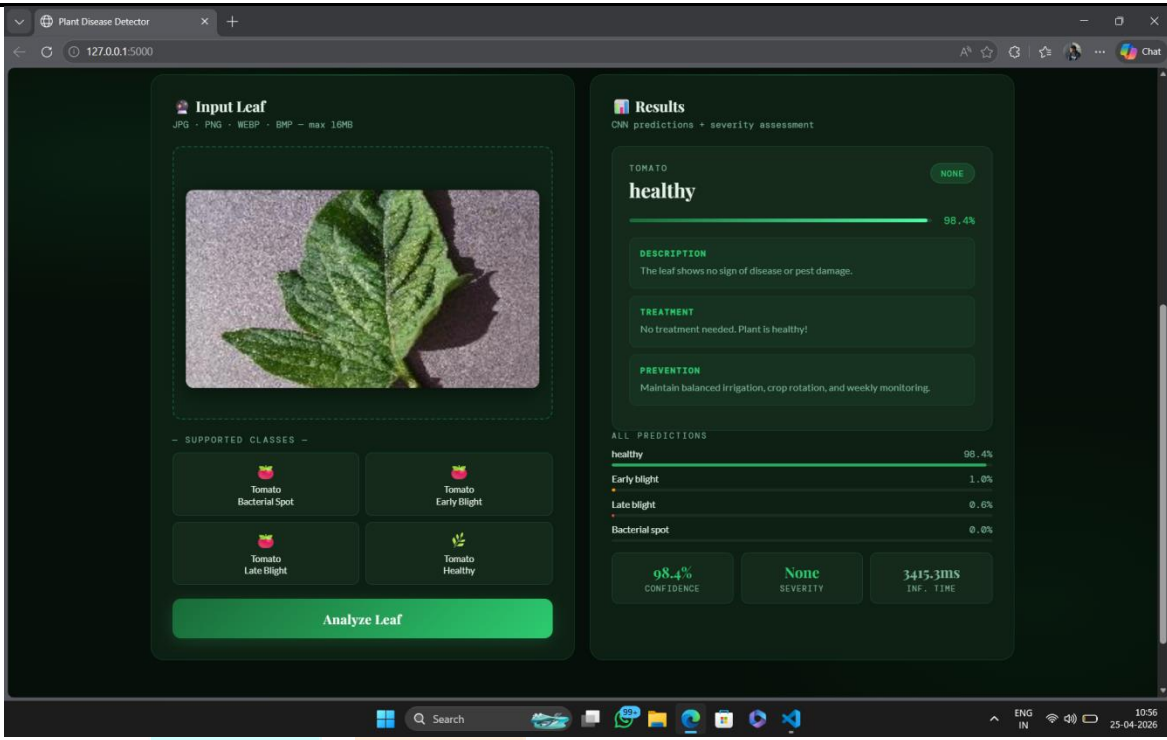 Plant Disease Detector
127.0.0.1:5000
Chat
Input Leaf
JPG · PNG · WEBP · BMP — max 16MB
— SUPPORTED CLASSES —
Tomato
Bacterial Spot
Tomato
Early Blight
Tomato
Late Blight
Tomato
Healthy
Analyze Leaf
Results
CNN predictions + severity assessment
TOMATO
NONE
healthy
98.4%
DESCRIPTION
The leaf shows no sign of disease or pest damage.
TREATMENT
No treatment needed. Plant is healthy!
PREVENTION
Maintain balanced irrigation, crop rotation, and weekly monitoring.
ALL PREDICTIONS
healthy 98.4%
Early blight 1.0%
Late blight 0.6%
Bacterial spot 0.0%
98.4%
CONFIDENCE
None
SEVERITY
3415.3ms
INF. TIME
Search
99+
ENG
IN
10:56
25-04-2026